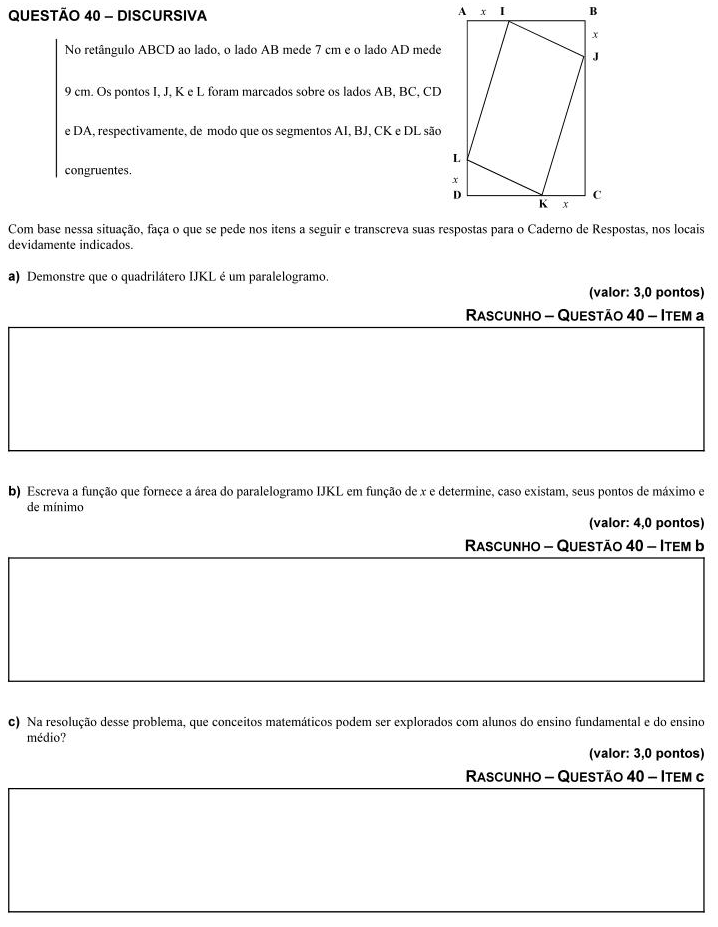 QUESTÃO 40 – DISCURSIVA
No retângulo ABCD ao lado, o lado AB mede 7 cm e o lado AD mede
9 cm. Os pontos I, J, K e L foram marcados sobre os lados AB, BC, CD
e DA, respectivamente, de modo que os segmentos AI, BJ, CK e DL são
congruentes.
A x I B
x
J
L
x
D C
K x
Com base nessa situação, faça o que se pede nos itens a seguir e transcreva suas respostas para o Caderno de Respostas, nos locais
devidamente indicados.
a) Demonstre que o quadrilátero IJKL é um paralelogramo.
(valor: 3,0 pontos)
RASCUNHO – QUESTÃO 40 – ITEM a
b) Escreva a função que fornece a área do paralelogramo IJKL em função de x e determine, caso existam, seus pontos de máximo e
de mínimo
(valor: 4,0 pontos)
RASCUNHO – QUESTÃO 40 – ITEM b
c) Na resolução desse problema, que conceitos matemáticos podem ser explorados com alunos do ensino fundamental e do ensino
médio?
(valor: 3,0 pontos)
RASCUNHO – QUESTÃO 40 – ITEM c